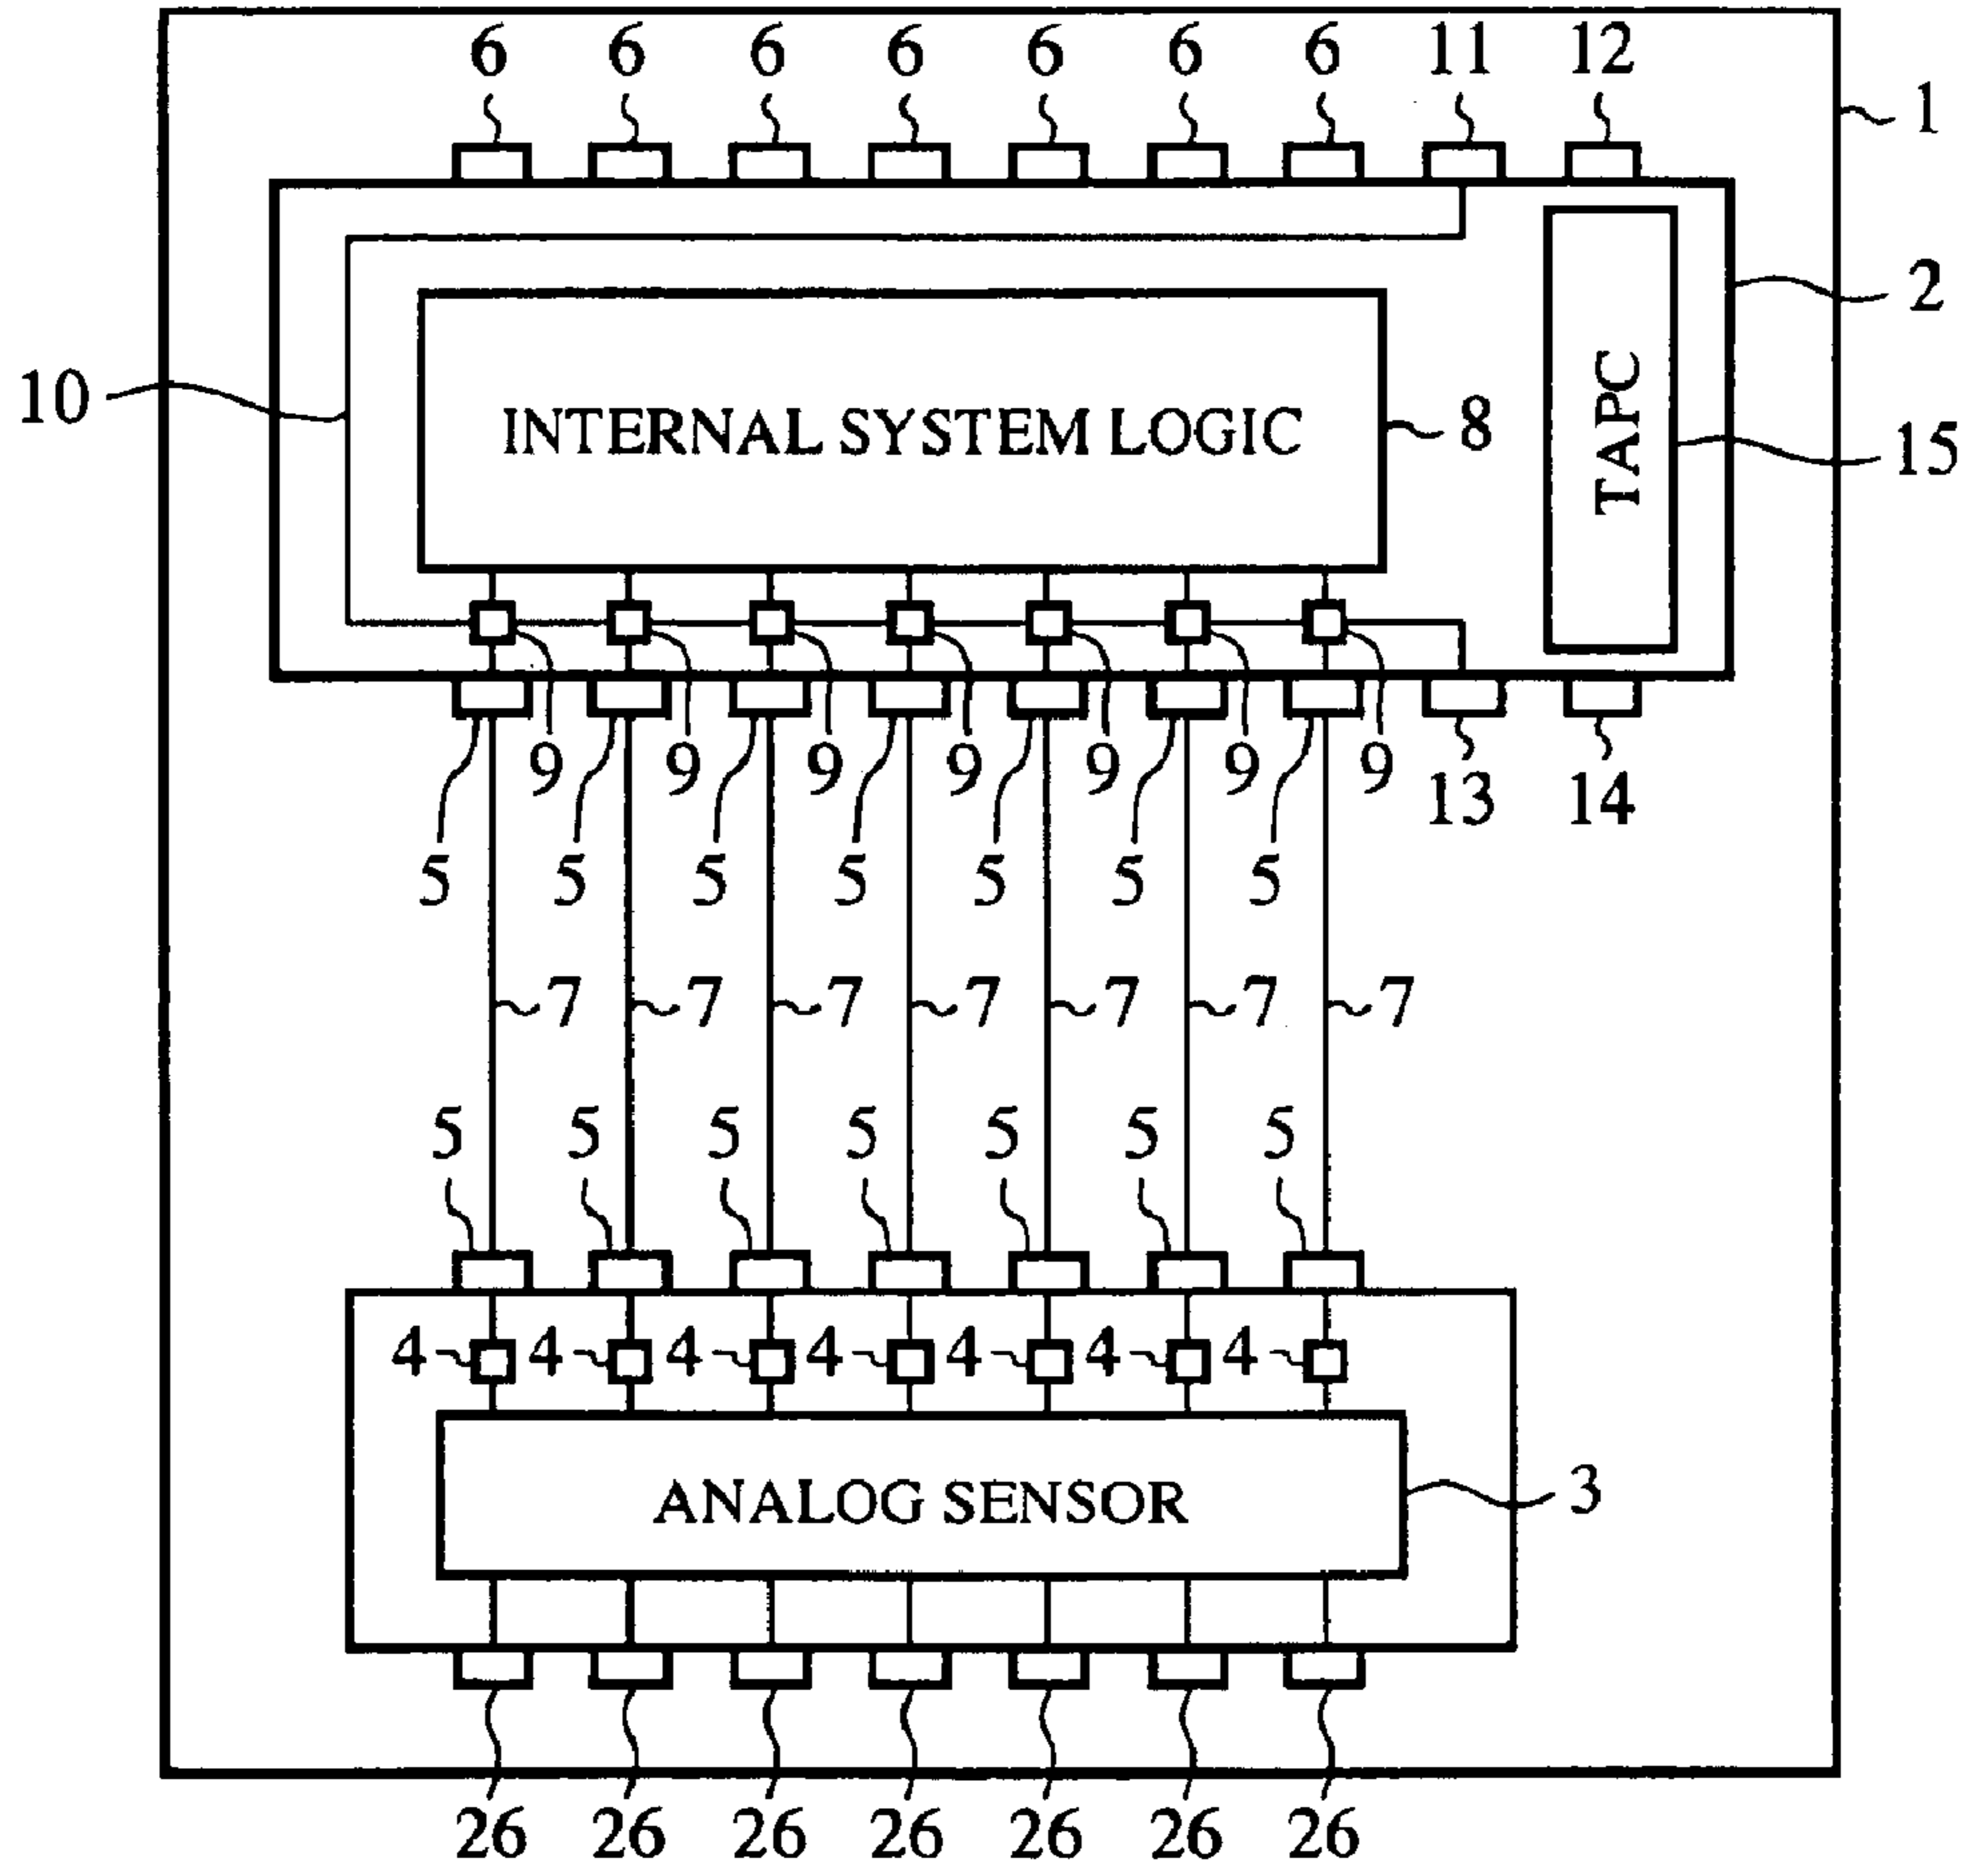 6 6 6 6 6 6 6 11 12
1
2
10
INTERNAL SYSTEM LOGIC
8
TAPC
15
9 9 9 9 9 9 9
13 14
5 5 5 5 5 5 5
7 7 7 7 7 7 7
5 5 5 5 5 5 5
4 4 4 4 4 4 4
ANALOG SENSOR
3
26 26 26 26 26 26 26